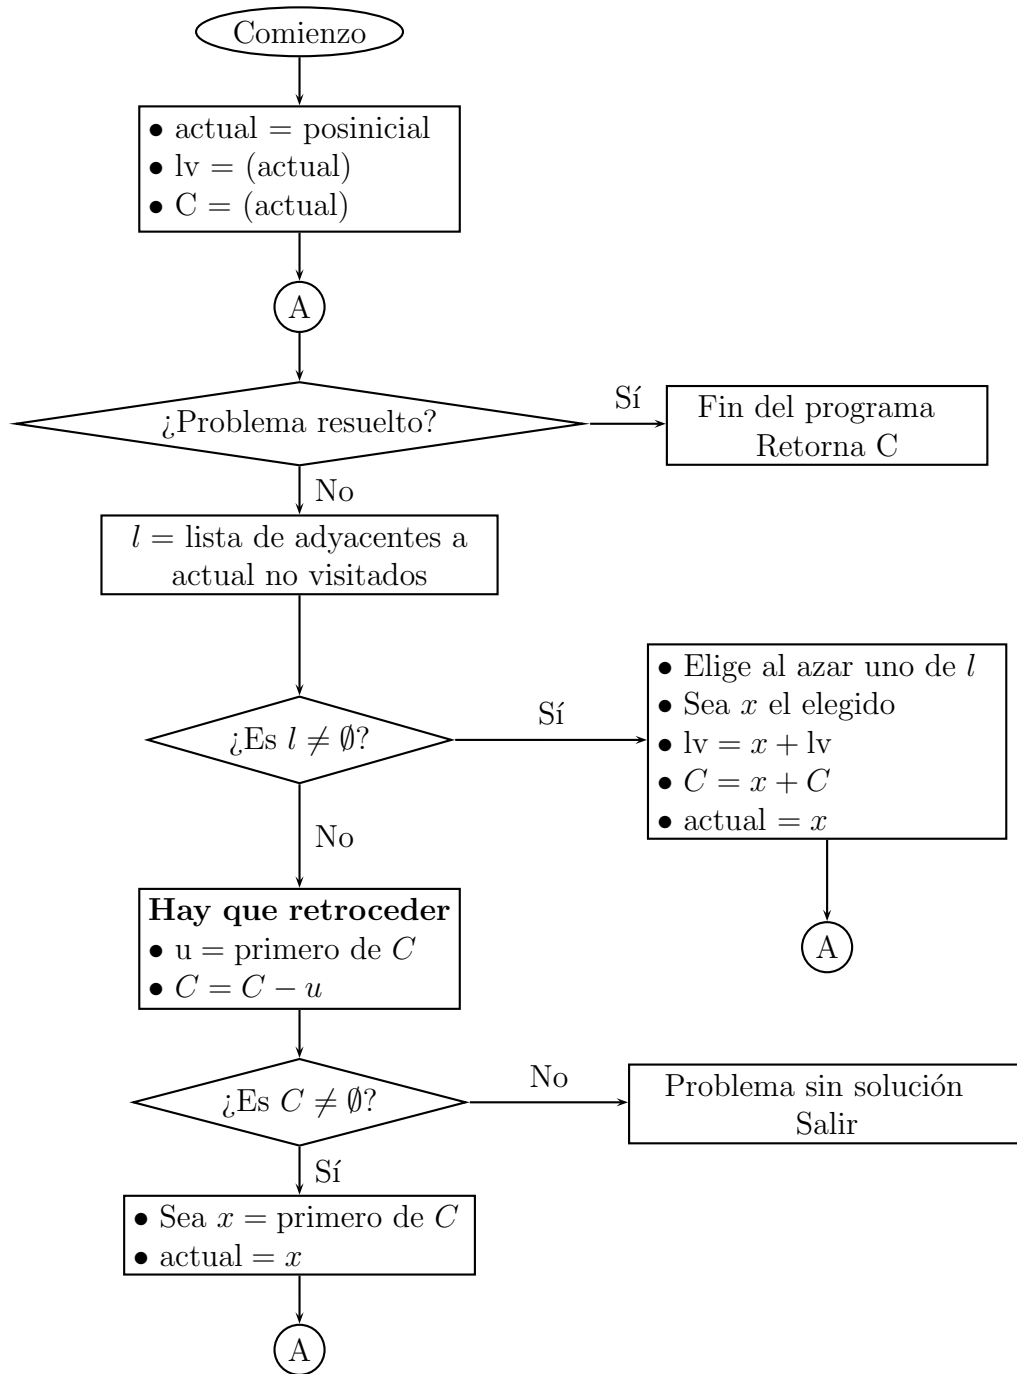 Comienzo
• actual = posinicial
• lv = (actual)
• C = (actual)
A
¿Problema resuelto?
Sí
Fin del programa
Retorna C
No
l = lista de adyacentes a
actual no visitados
¿Es l ≠ ∅?
Sí
• Elige al azar uno de l
• Sea x el elegido
• lv = x + lv
• C = x + C
• actual = x
A
No
Hay que retroceder
• u = primero de C
• C = C − u
¿Es C ≠ ∅?
No
Problema sin solución
Salir
Sí
• Sea x = primero de C
• actual = x
A